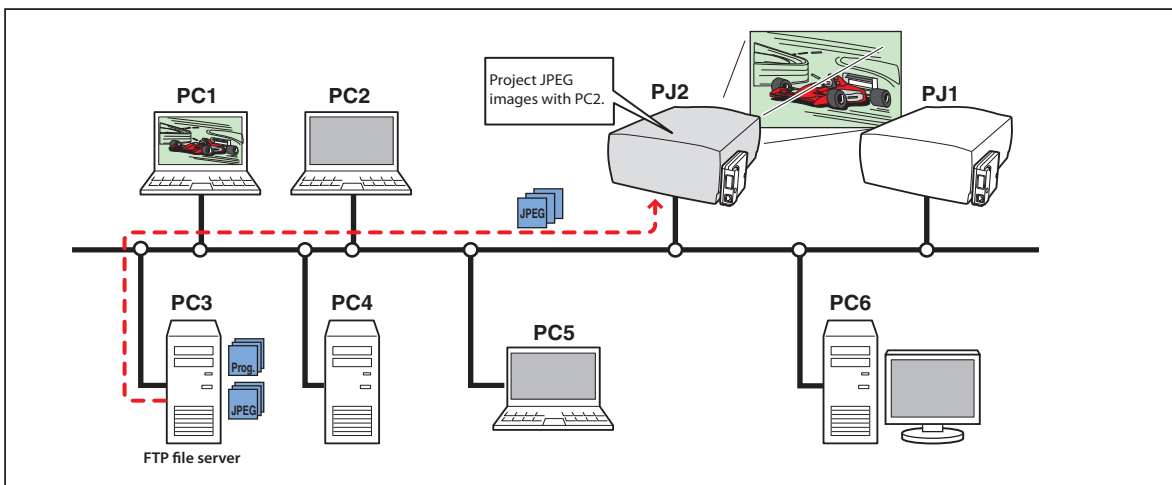 Project JPEG
images with PC2.
PC1
PC2
PJ2
PJ1
JPEG
PC3
PC4
PC5
PC6
Prog.
JPEG
FTP file server